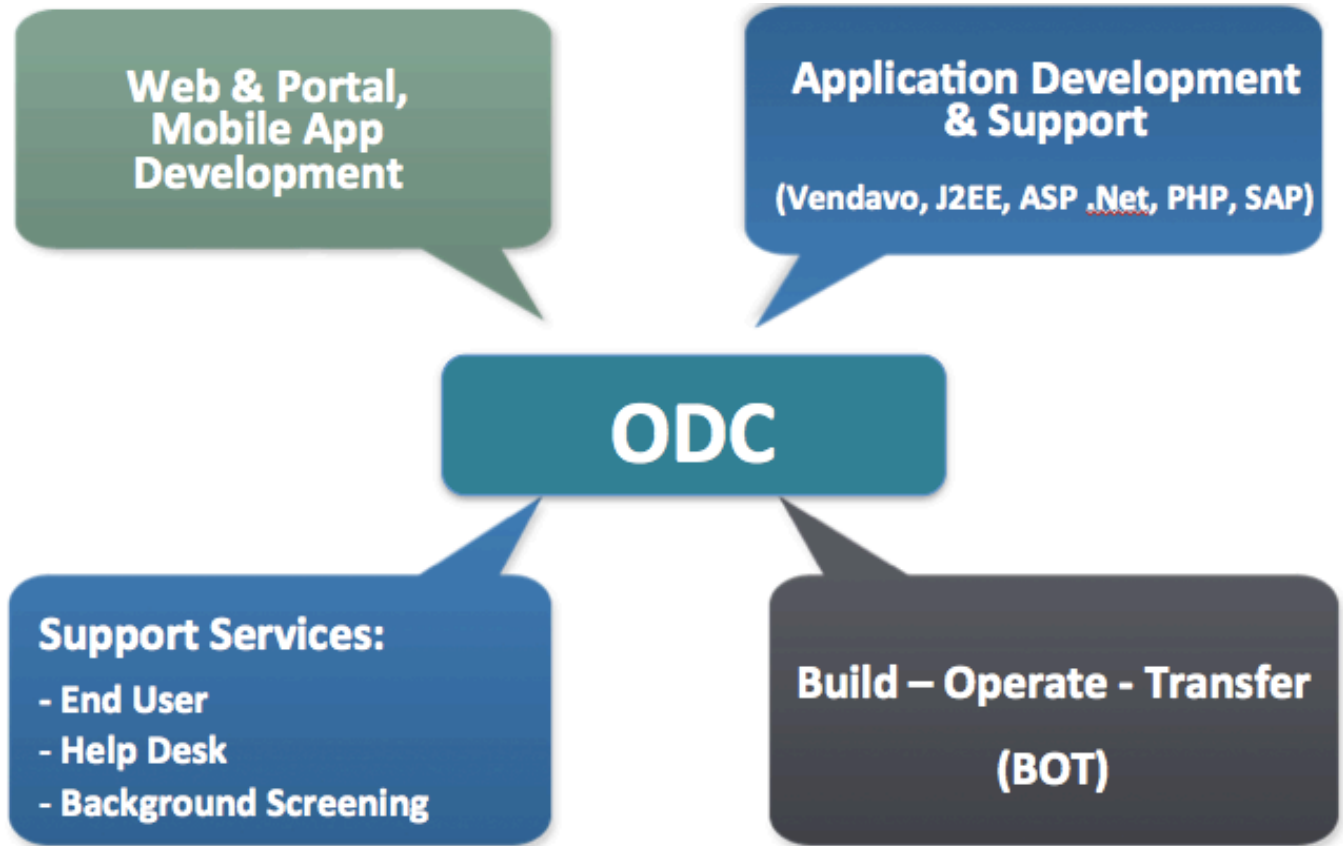 Web & Portal,
Mobile App
Development
Application Development
& Support
(Vendavo, J2EE, ASP .Net, PHP, SAP)
ODC
Support Services:
- End User
- Help Desk
- Background Screening
Build – Operate - Transfer
(BOT)